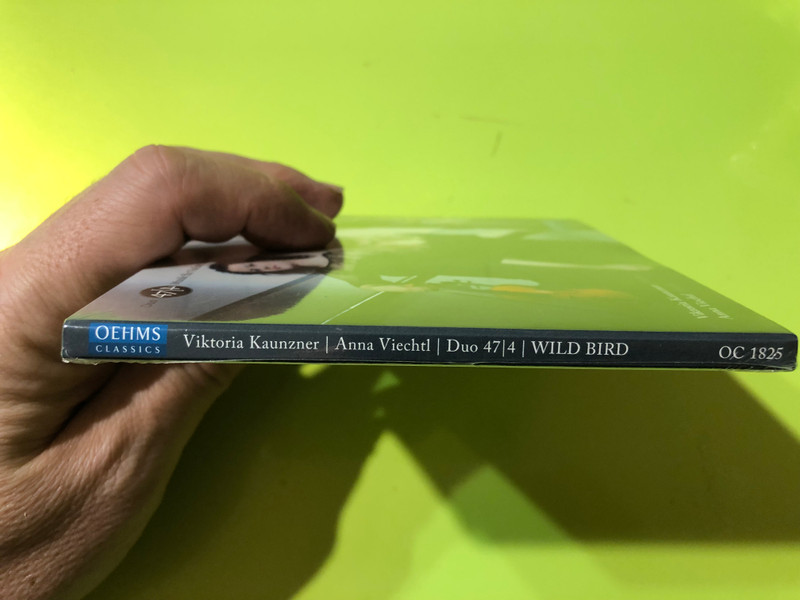 OEHMS
CLASSICS
Viktoria Kaunzner | Anna Viechtl | Duo 47|4 | WILD BIRD
OC 1825